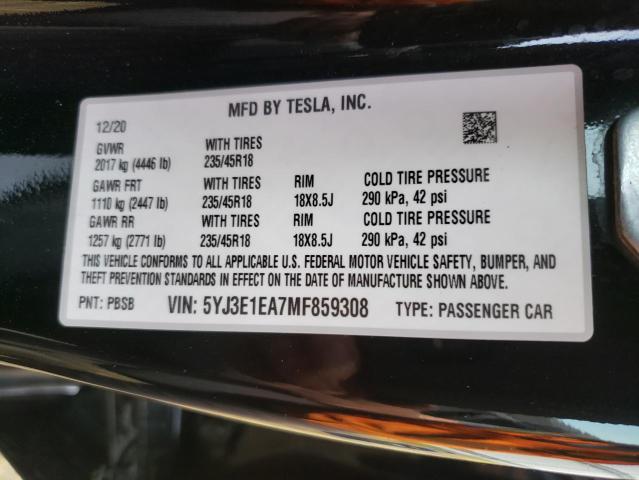 MFD BY TESLA, INC.
12/20
GVWR WITH TIRES
2017 kg (4446 lb) 235/45R18
GAWR FRT WITH TIRES RIM COLD TIRE PRESSURE
1110 kg (2447 lb) 235/45R18 18X8.5J 290 kPa, 42 psi
GAWR RR WITH TIRES RIM COLD TIRE PRESSURE
1257 kg (2771 lb) 235/45R18 18X8.5J 290 kPa, 42 psi
THIS VEHICLE CONFORMS TO ALL APPLICABLE U.S. FEDERAL MOTOR VEHICLE SAFETY, BUMPER, AND
THEFT PREVENTION STANDARDS IN EFFECT ON THE DATE OF MANUFACTURE SHOWN ABOVE.
PNT: PBSB VIN: 5YJ3E1EA7MF859308 TYPE: PASSENGER CAR